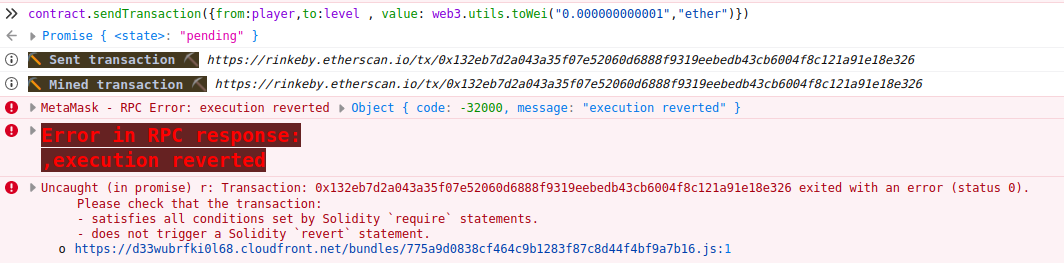 contract.sendTransaction({from:player,to:level , value: web3.utils.toWei("0.000000000001","ether")})
Promise { <state>: "pending" }
Sent transaction https://rinkeby.etherscan.io/tx/0x132eb7d2a043a35f07e52060d6888f9319eebedb43cb6004f8c121a91e18e326
Mined transaction https://rinkeby.etherscan.io/tx/0x132eb7d2a043a35f07e52060d6888f9319eebedb43cb6004f8c121a91e18e326
MetaMask - RPC Error: execution reverted Object { code: -32000, message: "execution reverted" }
Error in RPC response:
,execution reverted
Uncaught (in promise) r: Transaction: 0x132eb7d2a043a35f07e52060d6888f9319eebedb43cb6004f8c121a91e18e326 exited with an error (status 0).
Please check that the transaction:
- satisfies all conditions set by Solidity `require` statements.
- does not trigger a Solidity `revert` statement.
o https://d33wubrfki0l68.cloudfront.net/bundles/775a9d0838cf464c9b1283f87c8d44f4bf9a7b16.js:1